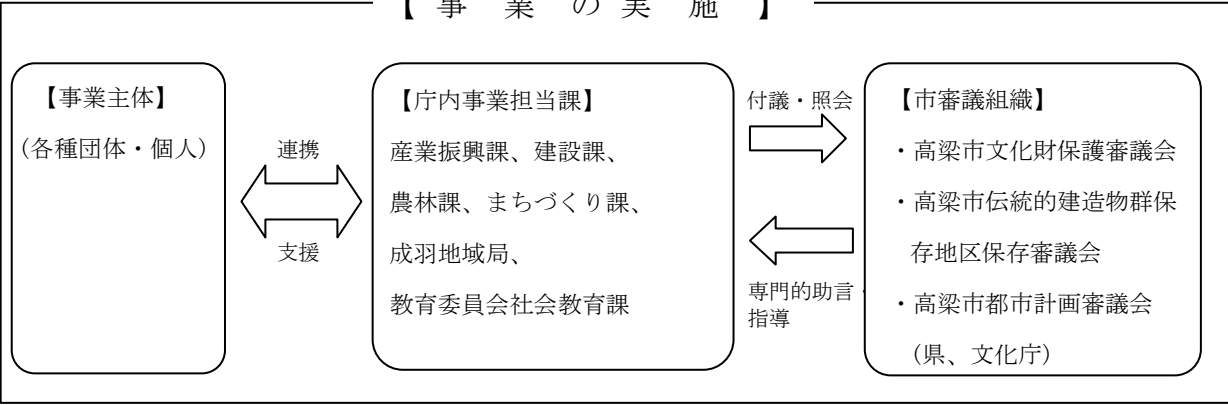 【 事 業 の 実 施 】
【事業主体】
(各種団体・個人)
連携
支援
【庁内事業担当課】
産業振興課、建設課、
農林課、まちづくり課、
成羽地域局、
教育委員会社会教育課
付議・照会
専門的助言・
指導
【市審議組織】
・高梁市文化財保護審議会
・高梁市伝統的建造物群保
存地区保存審議会
・高梁市都市計画審議会
(県、文化庁)